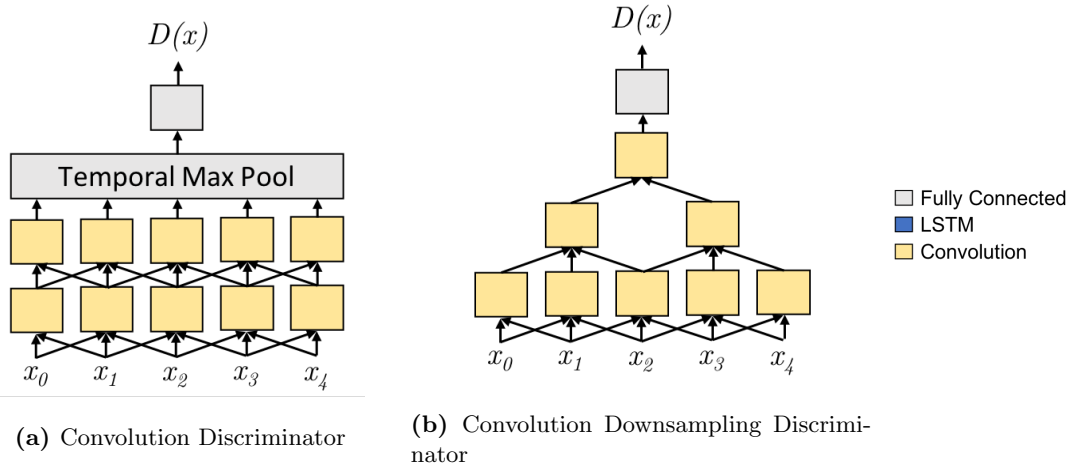 D(x)
Temporal Max Pool
x₀ x₁ x₂ x₃ x₄
(a) Convolution Discriminator
D(x)
x₀ x₁ x₂ x₃ x₄
(b) Convolution Downsampling Discrimi-
nator
Fully Connected
LSTM
Convolution